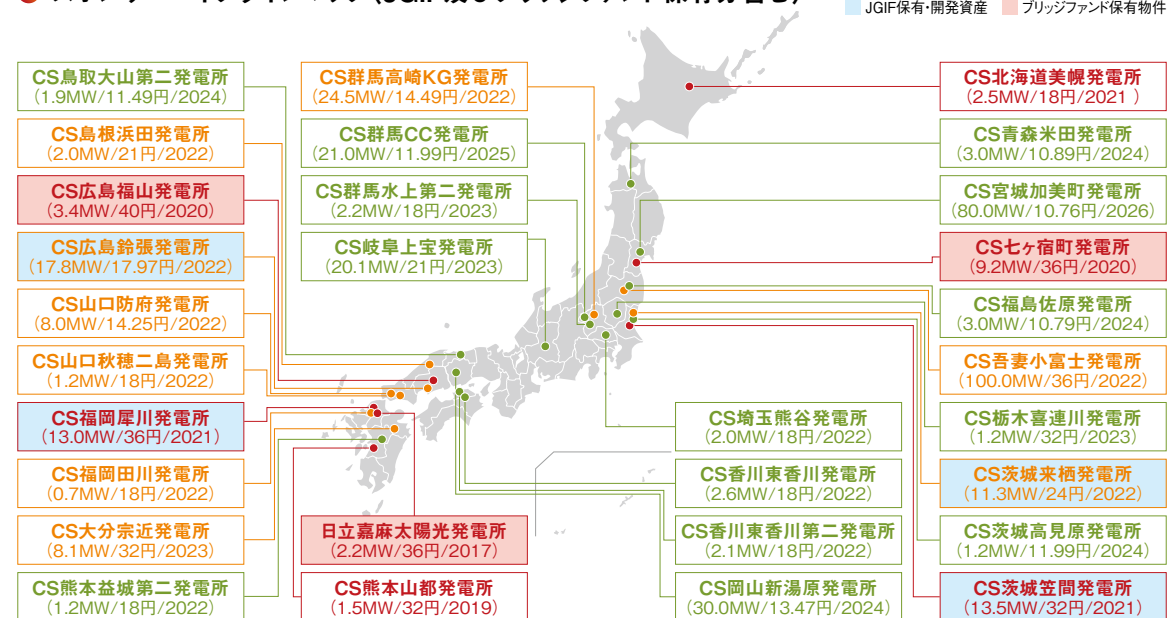 JGIF保有・開発資産
ブリッジファンド保有物件
CS鳥取大山第二発電所
(1.9MW/11.49円/2024)
CS島根浜田発電所
(2.0MW/21円/2022)
CS広島福山発電所
(3.4MW/40円/2020)
CS広島鈴張発電所
(17.8MW/17.97円/2022)
CS山口防府発電所
(8.0MW/14.25円/2022)
CS山口秋穂二島発電所
(1.2MW/18円/2022)
CS福岡犀川発電所
(13.0MW/36円/2021)
CS福岡田川発電所
(0.7MW/18円/2022)
CS大分宗近発電所
(8.1MW/32円/2023)
CS熊本益城第二発電所
(1.2MW/18円/2022)
CS群馬高崎KG発電所
(24.5MW/14.49円/2022)
CS群馬CC発電所
(21.0MW/11.99円/2025)
CS群馬水上第二発電所
(2.2MW/18円/2023)
CS岐阜上宝発電所
(20.1MW/21円/2023)
日立嘉麻太陽光発電所
(2.2MW/36円/2017)
CS熊本山都発電所
(1.5MW/32円/2019)
CS埼玉熊谷発電所
(2.0MW/18円/2022)
CS香川東香川発電所
(2.6MW/18円/2022)
CS香川東香川第二発電所
(2.1MW/18円/2022)
CS岡山新湯原発電所
(30.0MW/13.47円/2024)
CS北海道美幌発電所
(2.5MW/18円/2021 )
CS青森米田発電所
(3.0MW/10.89円/2024)
CS宮城加美町発電所
(80.0MW/10.76円/2026)
CS七ヶ宿町発電所
(9.2MW/36円/2020)
CS福島佐原発電所
(3.0MW/10.79円/2024)
CS吾妻小富士発電所
(100.0MW/36円/2022)
CS栃木喜連川発電所
(1.2MW/32円/2023)
CS茨城来栖発電所
(11.3MW/24円/2022)
CS茨城高見原発電所
(1.2MW/11.99円/2024)
CS茨城笠間発電所
(13.5MW/32円/2021)